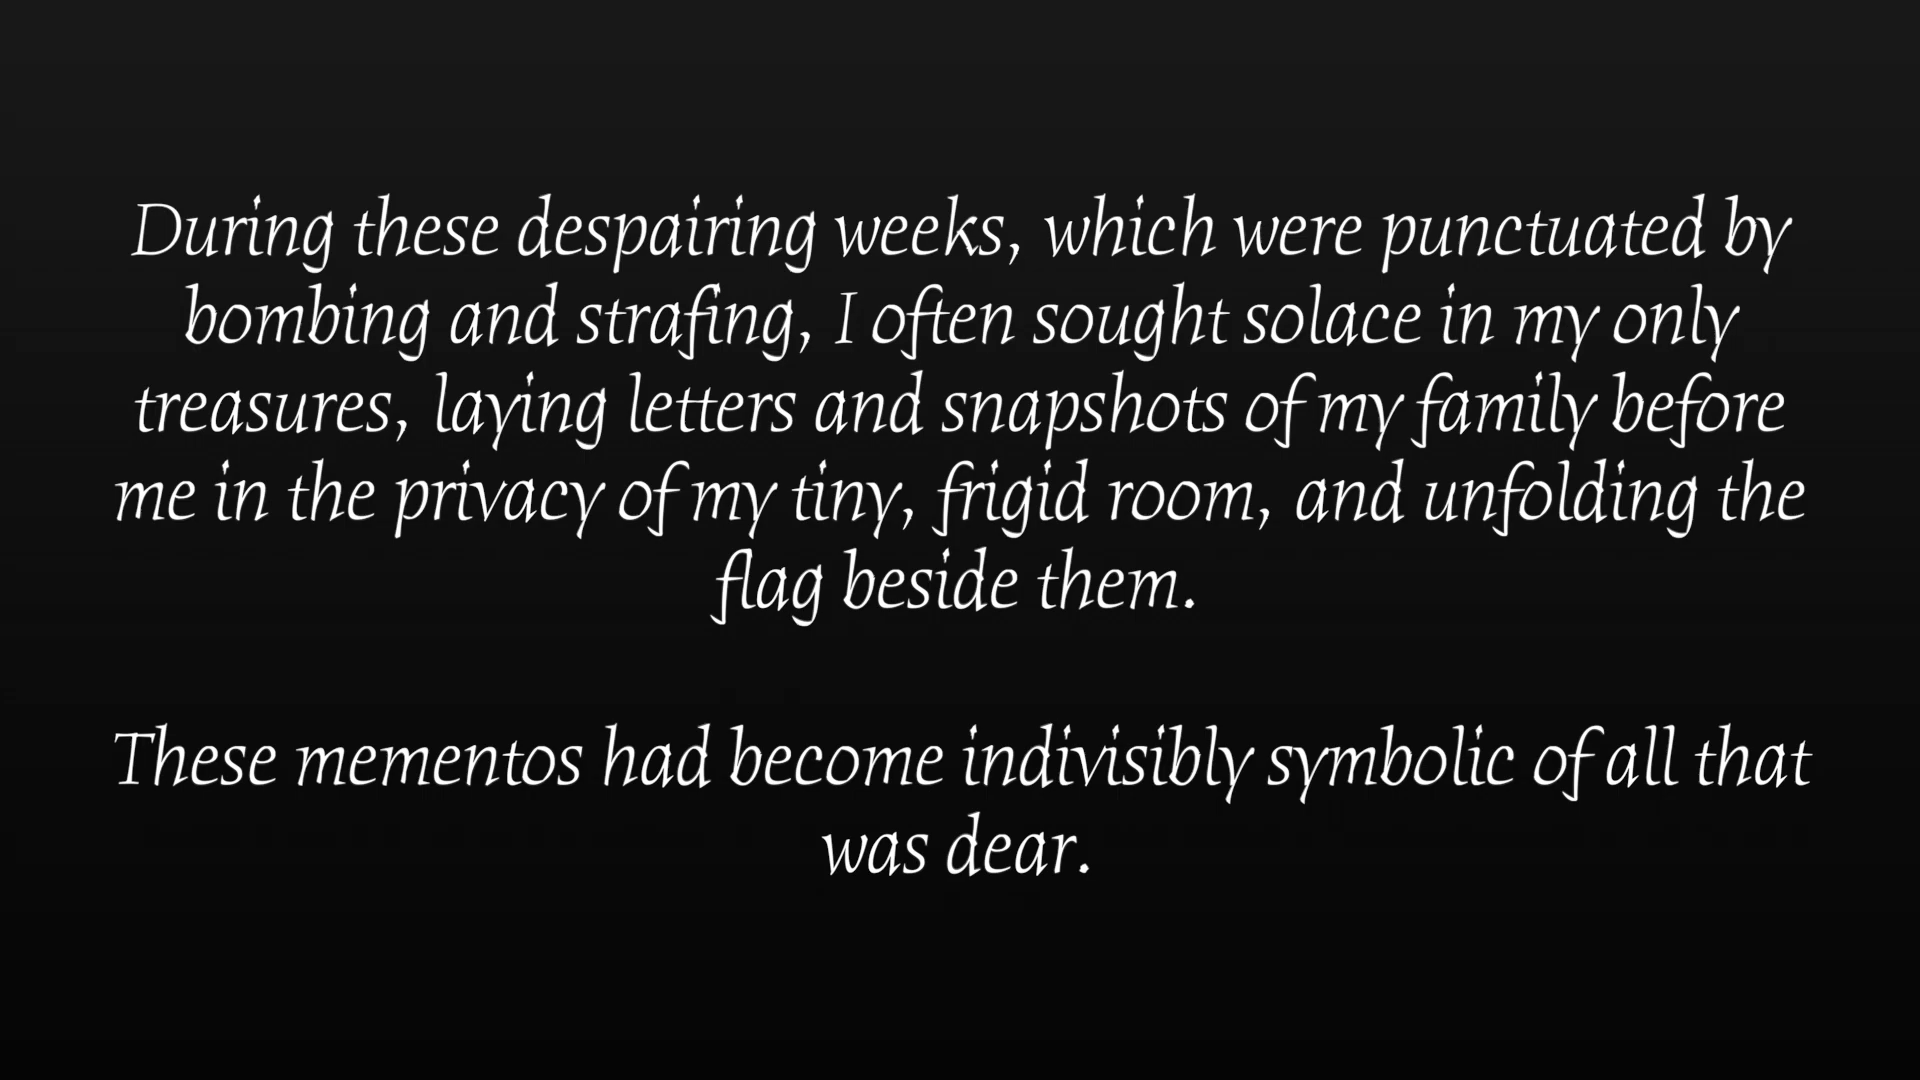 During these despairing weeks, which were punctuated by
bombing and strafing, I often sought solace in my only
treasures, laying letters and snapshots of my family before
me in the privacy of my tiny, frigid room, and unfolding the
flag beside them.
These mementos had become indivisibly symbolic of all that
was dear.